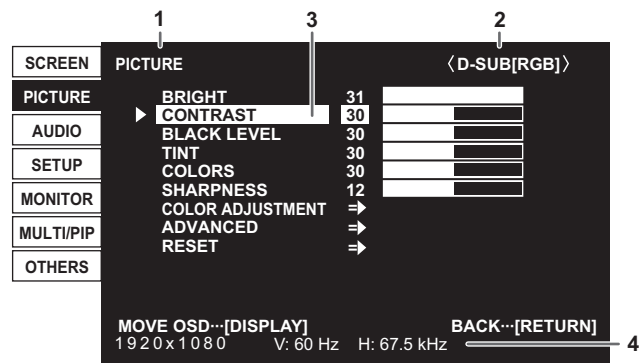 1 3 2
SCREEN
PICTURE
AUDIO
SETUP
MONITOR
MULTI/PIP
OTHERS
PICTURE 〈D-SUB[RGB]〉
BRIGHT 31
CONTRAST 30
BLACK LEVEL 30
TINT 30
COLORS 30
SHARPNESS 12
COLOR ADJUSTMENT
ADVANCED
RESET
MOVE OSD···[DISPLAY] BACK···[RETURN]
1920x1080 V: 60 Hz H: 67.5 kHz 4